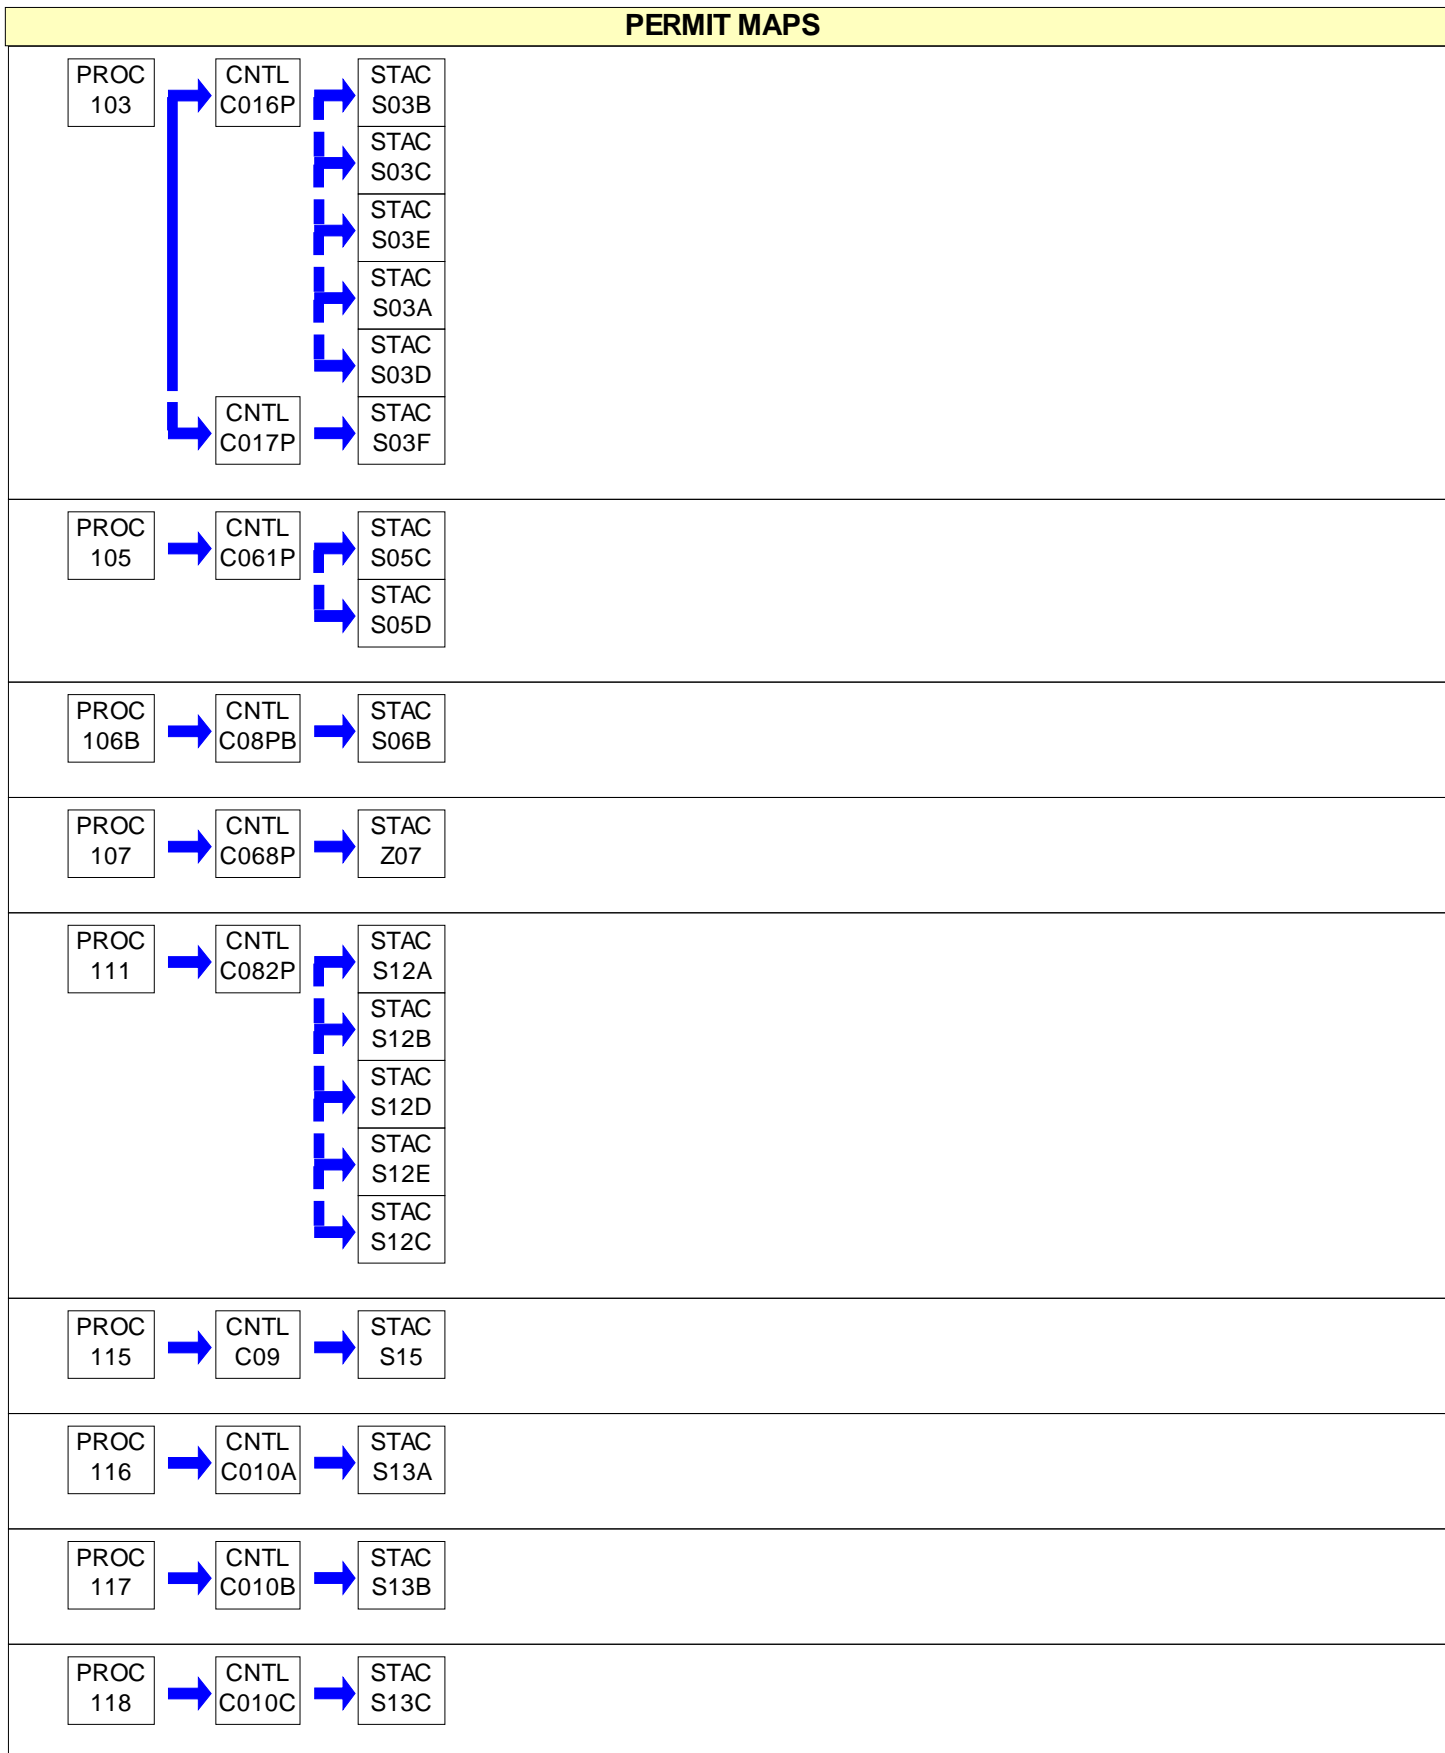 PERMIT MAPS
PROC
103
CNTL
C016P
STAC
S03B
STAC
S03C
STAC
S03E
STAC
S03A
STAC
S03D
CNTL
C017P
STAC
S03F
PROC
105
CNTL
C061P
STAC
S05C
STAC
S05D
PROC
106B
CNTL
C08PB
STAC
S06B
PROC
107
CNTL
C068P
STAC
Z07
PROC
111
CNTL
C082P
STAC
S12A
STAC
S12B
STAC
S12D
STAC
S12E
STAC
S12C
PROC
115
CNTL
C09
STAC
S15
PROC
116
CNTL
C010A
STAC
S13A
PROC
117
CNTL
C010B
STAC
S13B
PROC
118
CNTL
C010C
STAC
S13C